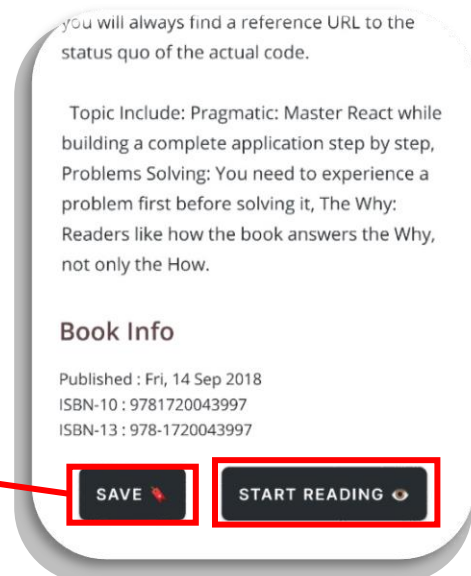 you will always find a reference URL to the
status quo of the actual code.
Topic Include: Pragmatic: Master React while
building a complete application step by step,
Problems Solving: You need to experience a
problem first before solving it, The Why:
Readers like how the book answers the Why,
not only the How.
Book Info
Published : Fri, 14 Sep 2018
ISBN-10 : 9781720043997
ISBN-13 : 978-1720043997
SAVE 🔖 START READING 👁️